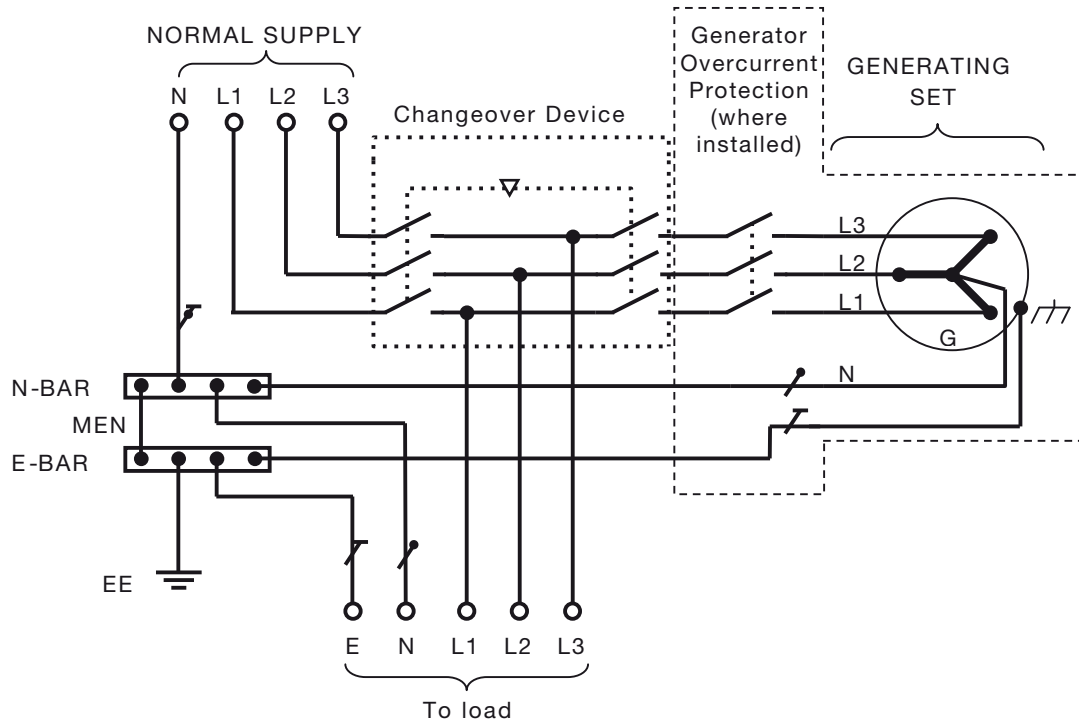 NORMAL SUPPLY
N L1 L2 L3
Changeover Device
Generator
Overcurrent
Protection
(where
installed)
GENERATING
SET
L3
L2
L1
G
N
N-BAR
MEN
E-BAR
EE
E N L1 L2 L3
To load